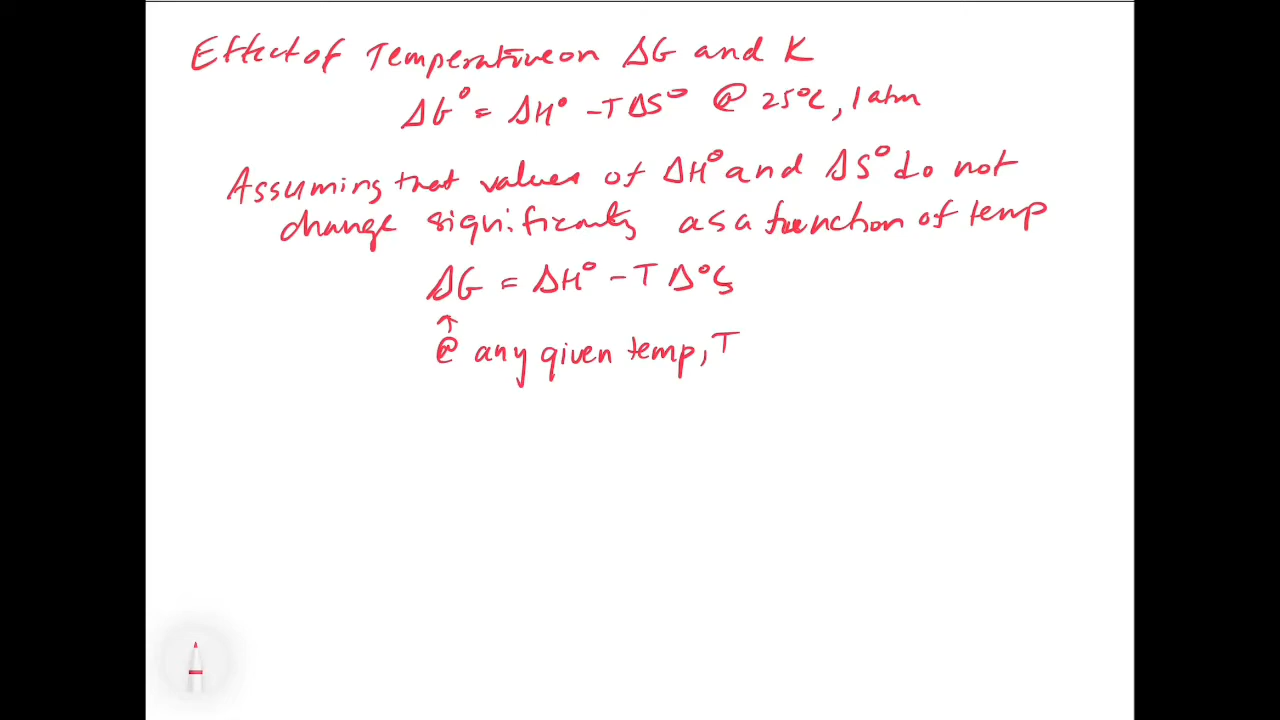 Effect of Temperature on ΔG and K
ΔG° = ΔH° - TΔS° @ 25°C, 1 atm
Assuming that values of ΔH° and ΔS° do not
change significantly as a function of temp
ΔG = ΔH° - T Δ°S
↑
@ any given temp, T